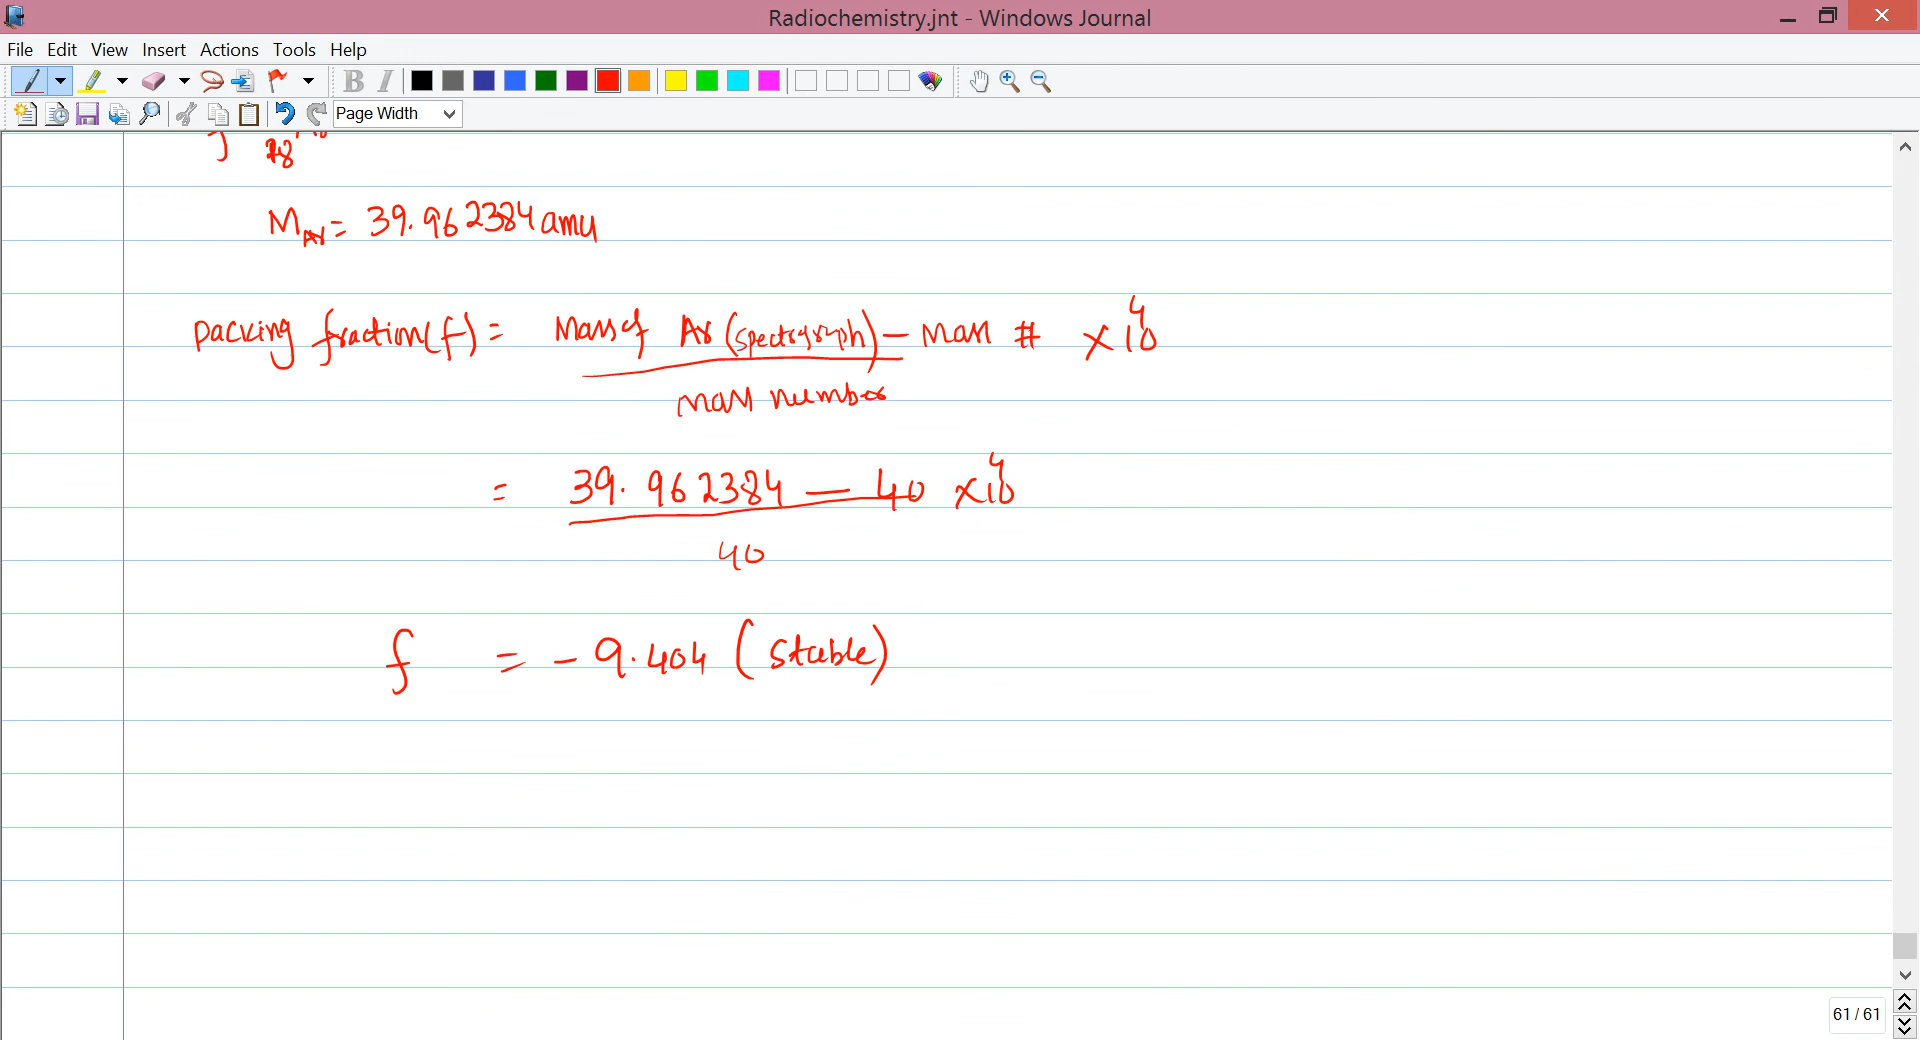 Radiochemistry.jnt - Windows Journal
File Edit View Insert Actions Tools Help
B I
Page Width
18
M Ar = 39.962384 amu
Packing fraction(f) = Mass of Ar (spectrograph) - Mass # × 10^4
Mass number
= 39.962384 - 40 × 10^4
40
f = - 9.404 (stable)
61 / 61